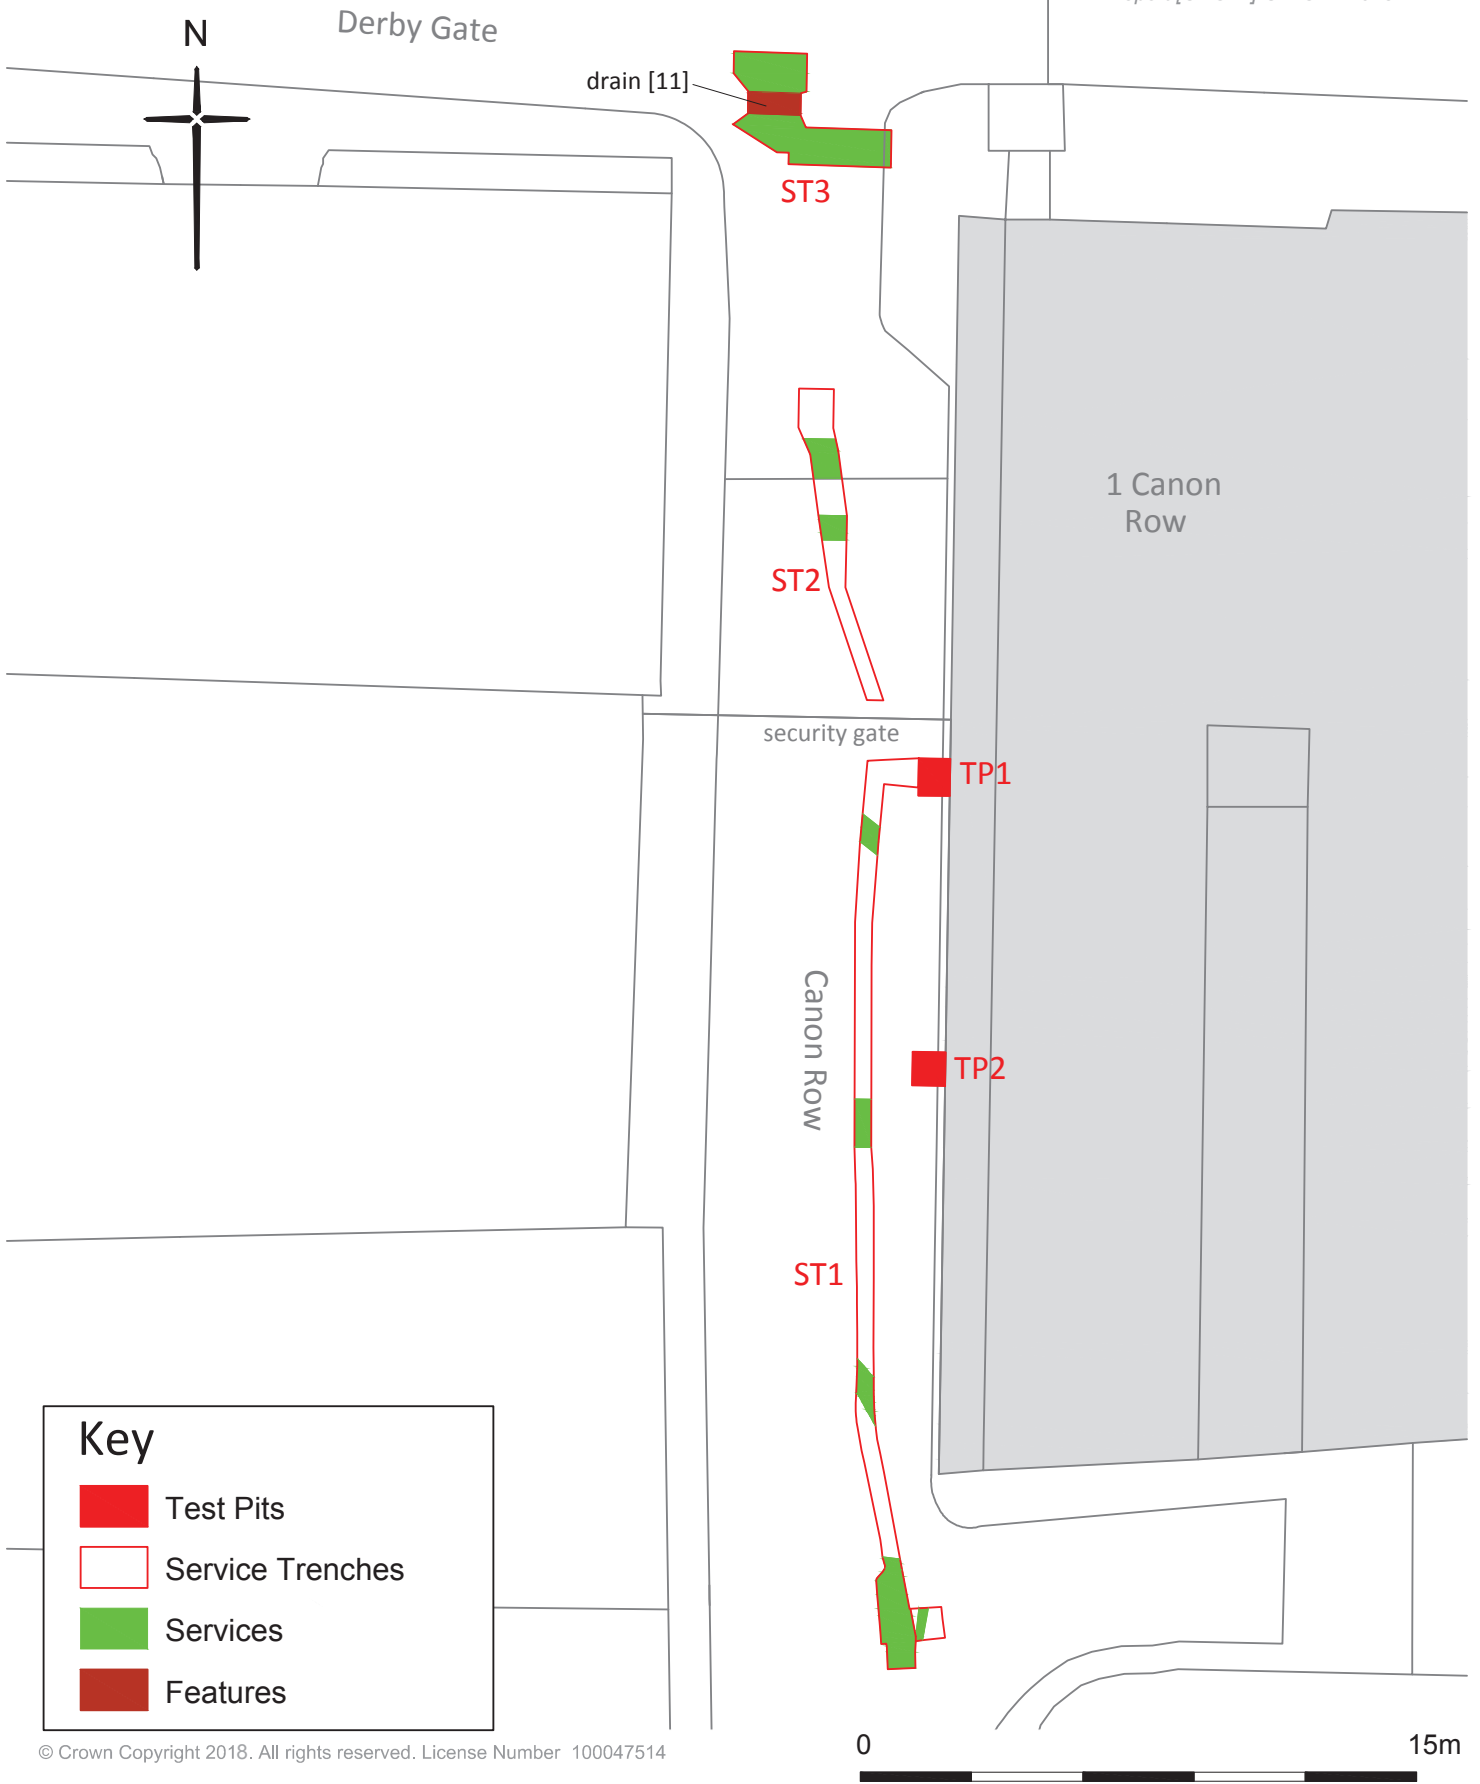 Derby Gate
N
drain [11]
ST3
1 Canon
Row
ST2
security gate
TP1
Canon Row
TP2
ST1
Key
Test Pits
Service Trenches
Services
Features
© Crown Copyright 2018. All rights reserved. License Number 100047514
0
15m